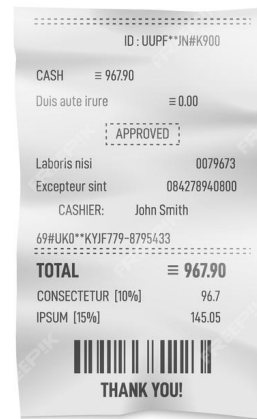 ID : UUPF**JN#K900
CASH ≡ 967.90
Duis aute irure ≡ 0.00
APPROVED
Laboris nisi 0079673
Excepteur sint 084278940800
CASHIER: John Smith
69#UK0**KYJF779-8795433
TOTAL ≡ 967.90
CONSECTETUR [10%] 96.7
IPSUM [15%] 145.05
THANK YOU!